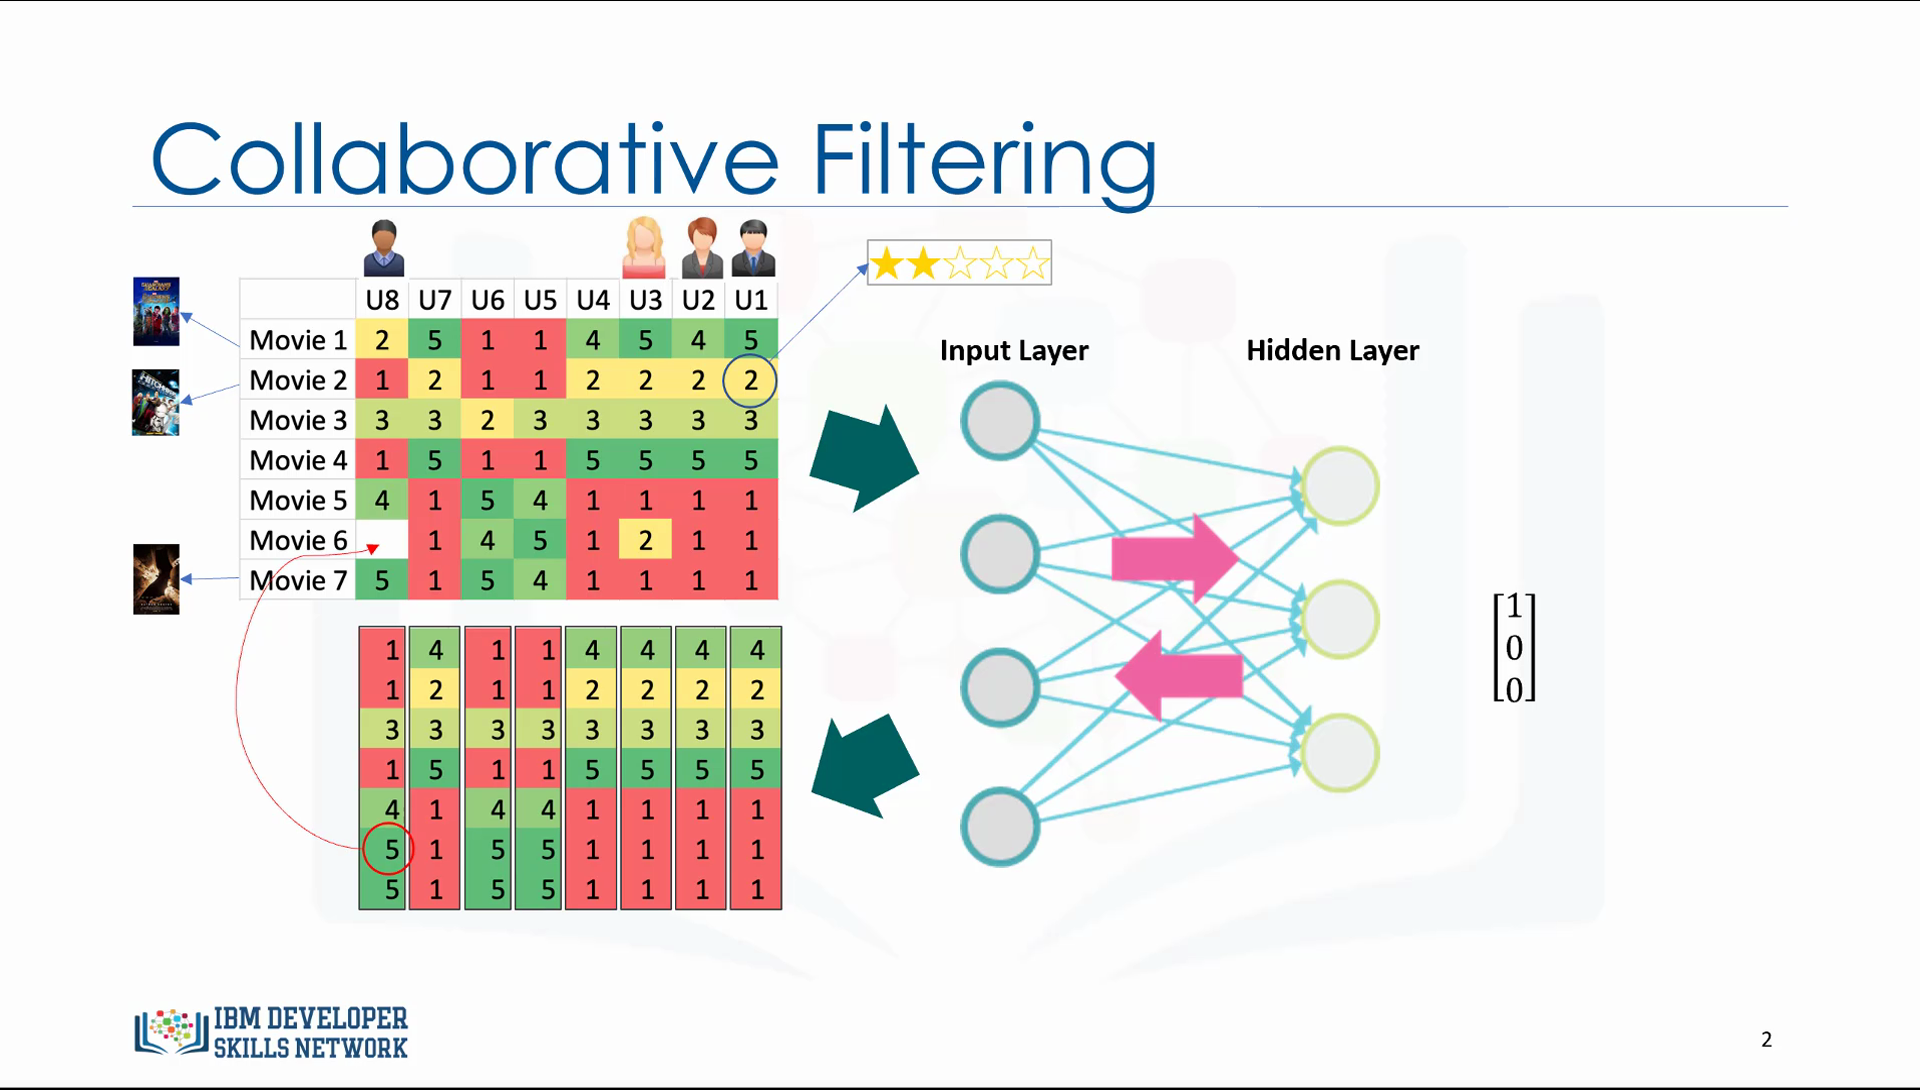 Collaborative Filtering
U8 U7 U6 U5 U4 U3 U2 U1
Movie 1 2 5 1 1 4 5 4 5
Movie 2 1 2 1 1 2 2 2 2
Movie 3 3 3 2 3 3 3 3 3
Movie 4 1 5 1 1 5 5 5 5
Movie 5 4 1 5 4 1 1 1 1
Movie 6 1 4 5 1 2 1 1
Movie 7 5 1 5 4 1 1 1 1
1 4 1 1 4 4 4 4
1 2 1 1 2 2 2 2
3 3 3 3 3 3 3 3
1 5 1 1 5 5 5 5
4 1 4 4 1 1 1 1
5 1 5 5 1 1 1 1
5 1 5 5 1 1 1 1
Input Layer
Hidden Layer
1
0
0
IBM DEVELOPER
SKILLS NETWORK
2